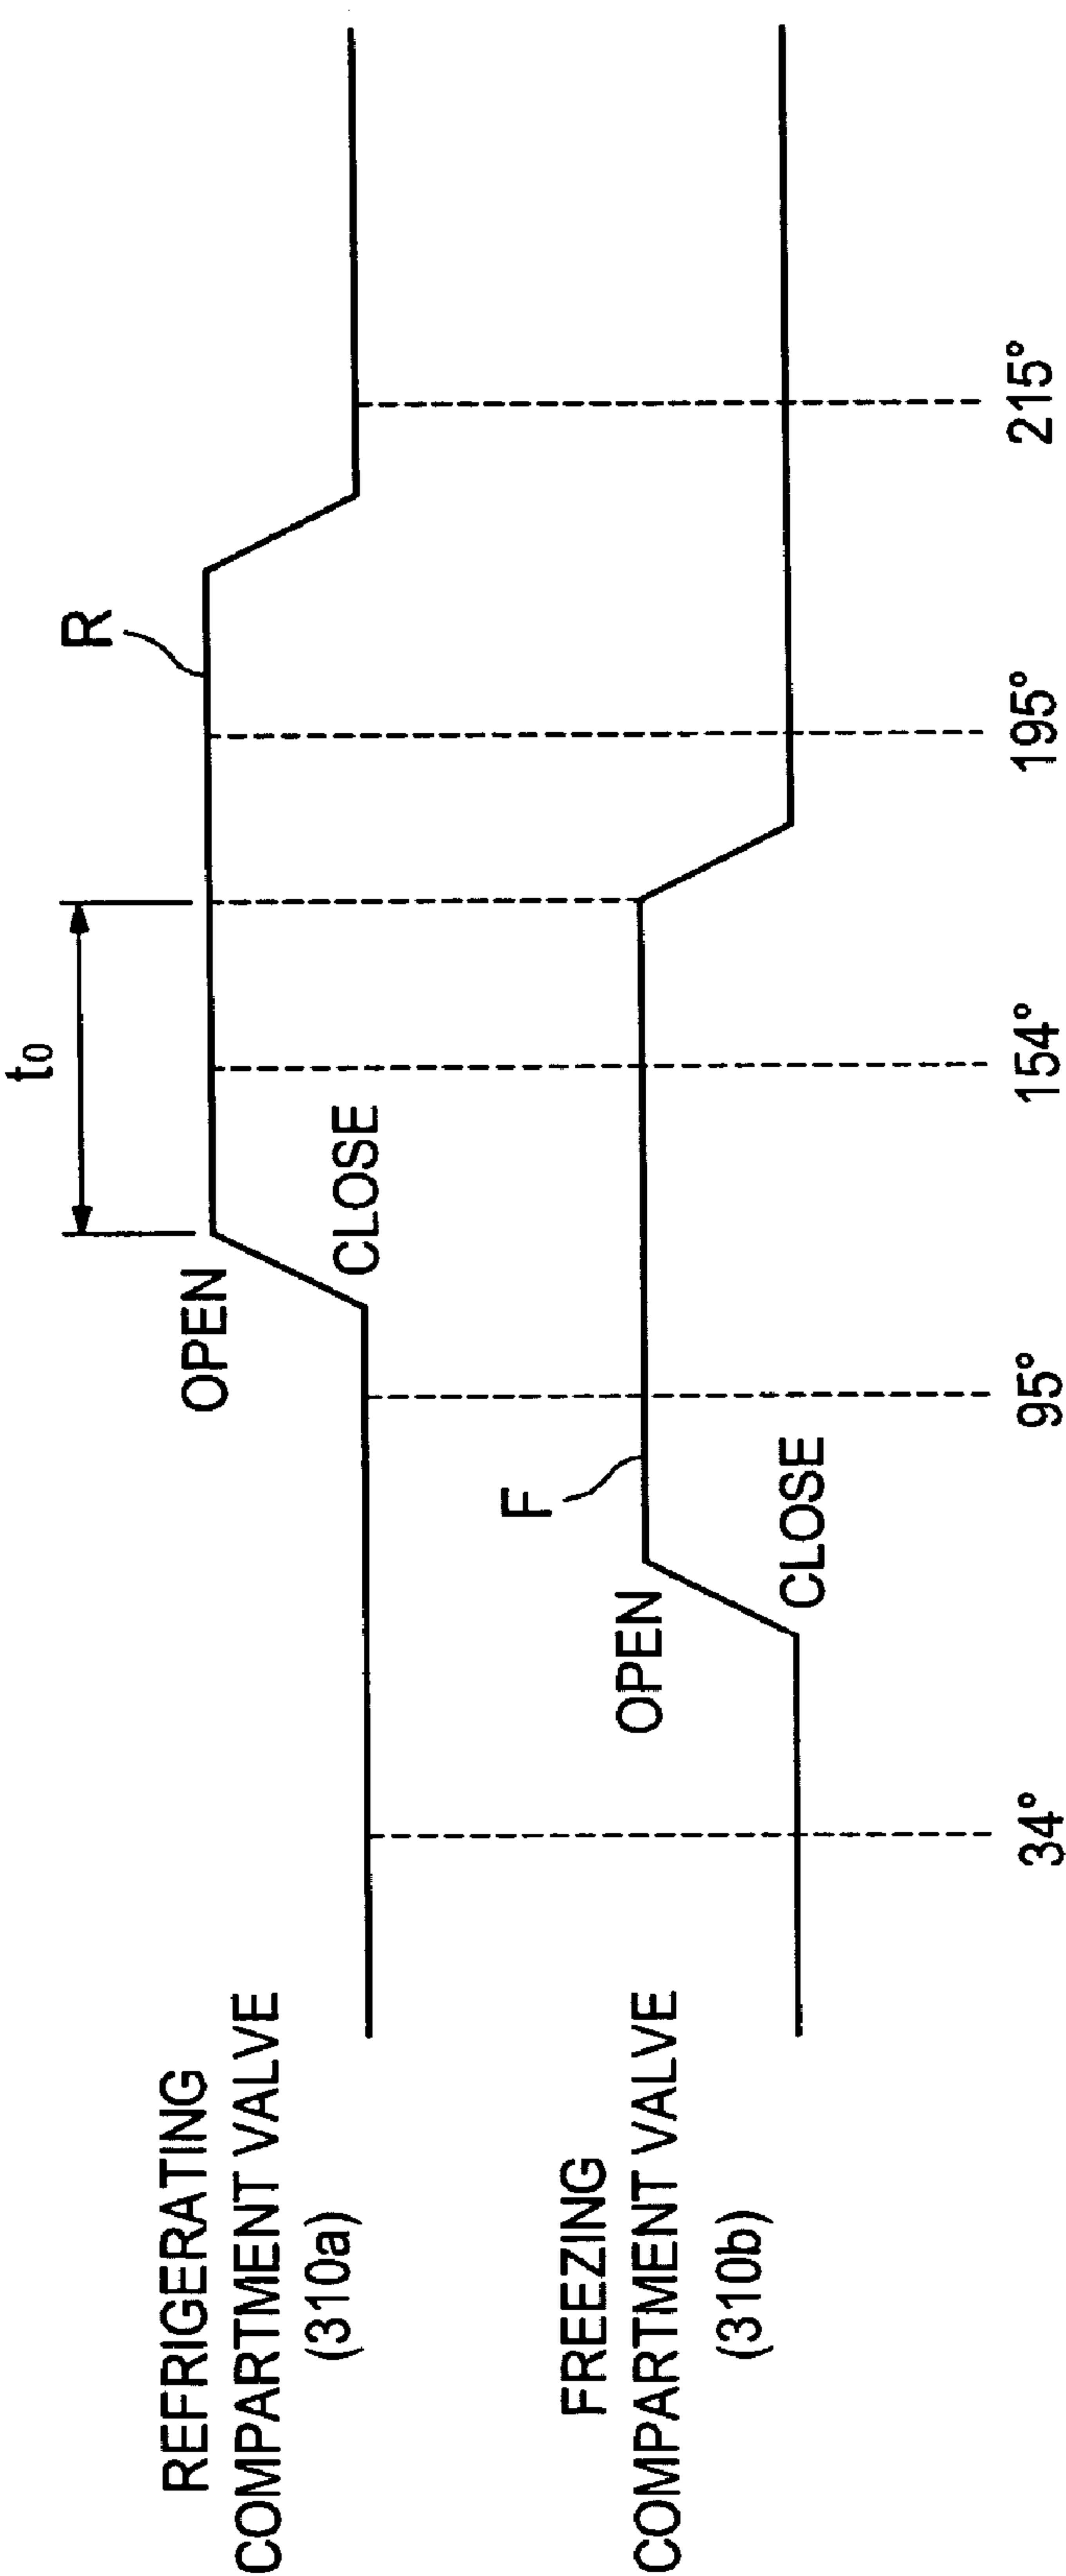 t0
R
REFRIGERATING
COMPARTMENT VALVE
(310a)
OPEN
CLOSE
F
FREEZING
COMPARTMENT VALVE
(310b)
OPEN
CLOSE
34° 95° 154° 195° 215°